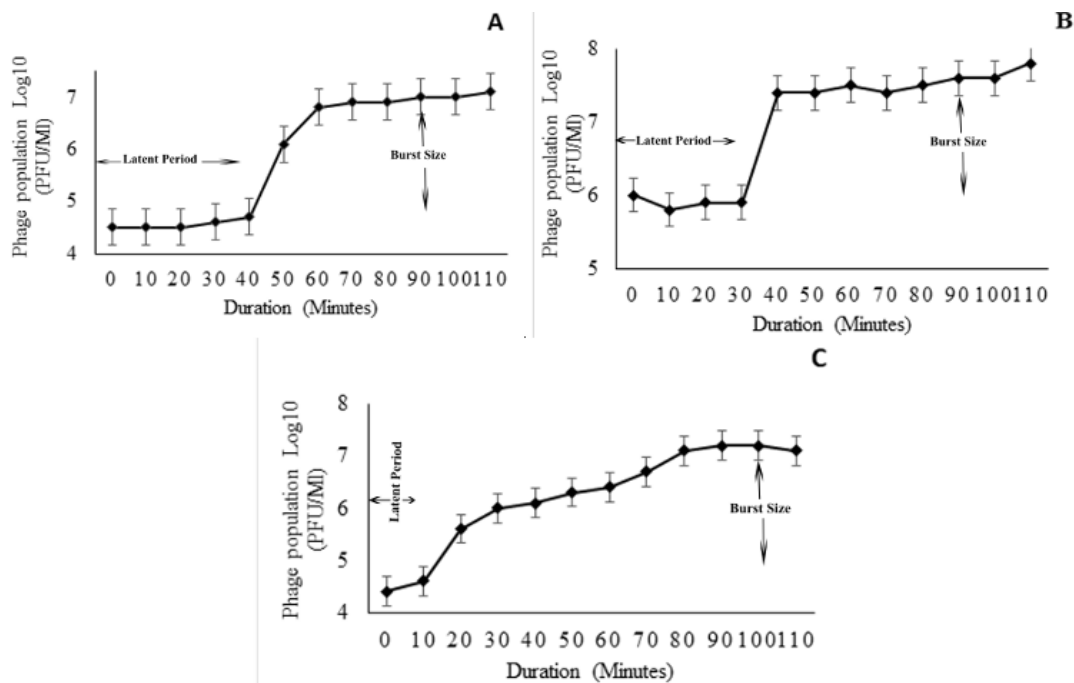 A
Phage population Log10
(PFU/Ml)
7
6
5
4
Latent Period
Burst Size
0 10 20 30 40 50 60 70 80 90 100 110
Duration (Minutes)
B
Phage population Log10
(PFU/Ml)
8
7
6
5
Latent Period
Burst Size
0 10 20 30 40 50 60 70 80 90 100 110
Duration (Minutes)
C
Phage population Log10
(PFU/Ml)
8
7
6
5
4
Latent Period
Burst Size
0 10 20 30 40 50 60 70 80 90 100 110
Duration (Minutes)